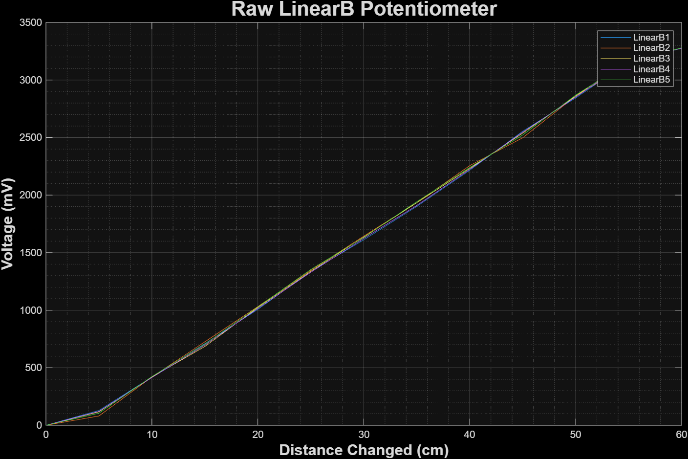 Raw LinearB Potentiometer
3500
3000
2500
2000
1500
1000
500
0
Voltage (mV)
LinearB1
LinearB2
LinearB3
LinearB4
LinearB5
0 10 20 30 40 50 60
Distance Changed (cm)